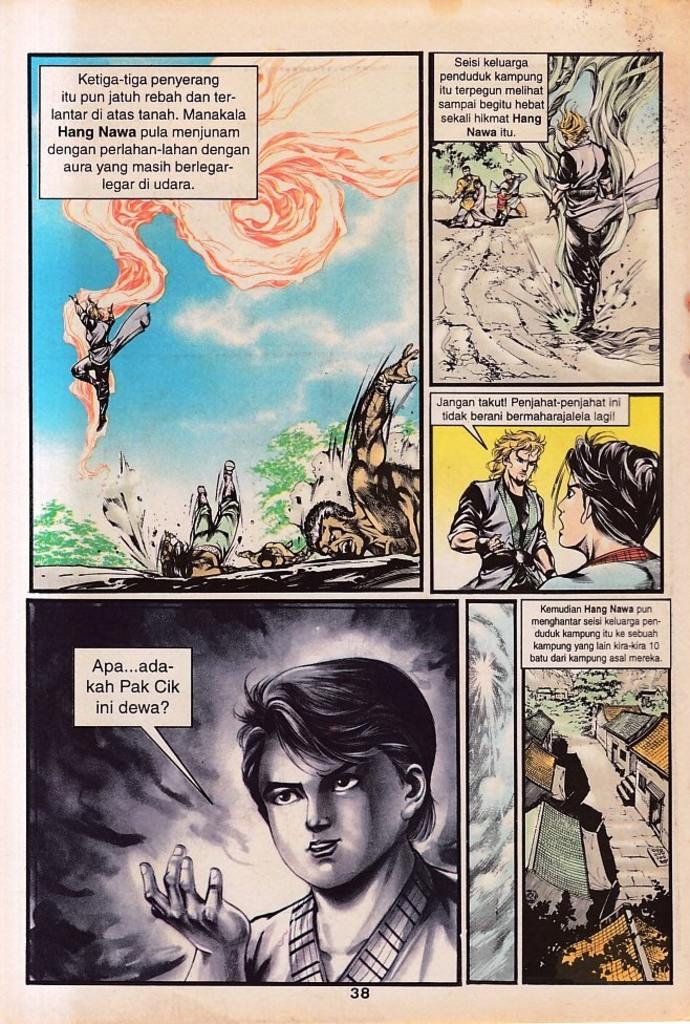 Ketiga-tiga penyerang
itu pun jatuh rebah dan ter-
lantar di atas tanah. Manakala
Hang Nawa pula menjunam
dengan perlahan-lahan dengan
aura yang masih berlegar-
legar di udara.
Seisi keluarga
penduduk kampung
itu terpegun melihat
sampai begitu hebat
sekali hikmat Hang
Nawa itu.
Jangan takut! Penjahat-penjahat ini
tidak berani bermaharajalela lagi!
Apa...ada-
kah Pak Cik
ini dewa?
Kemudian Hang Nawa pun
menghantar seisi keluarga pen-
duduk kampung itu ke sebuah
kampung yang lain kira-kira 10
batu dari kampung asal mereka.
38